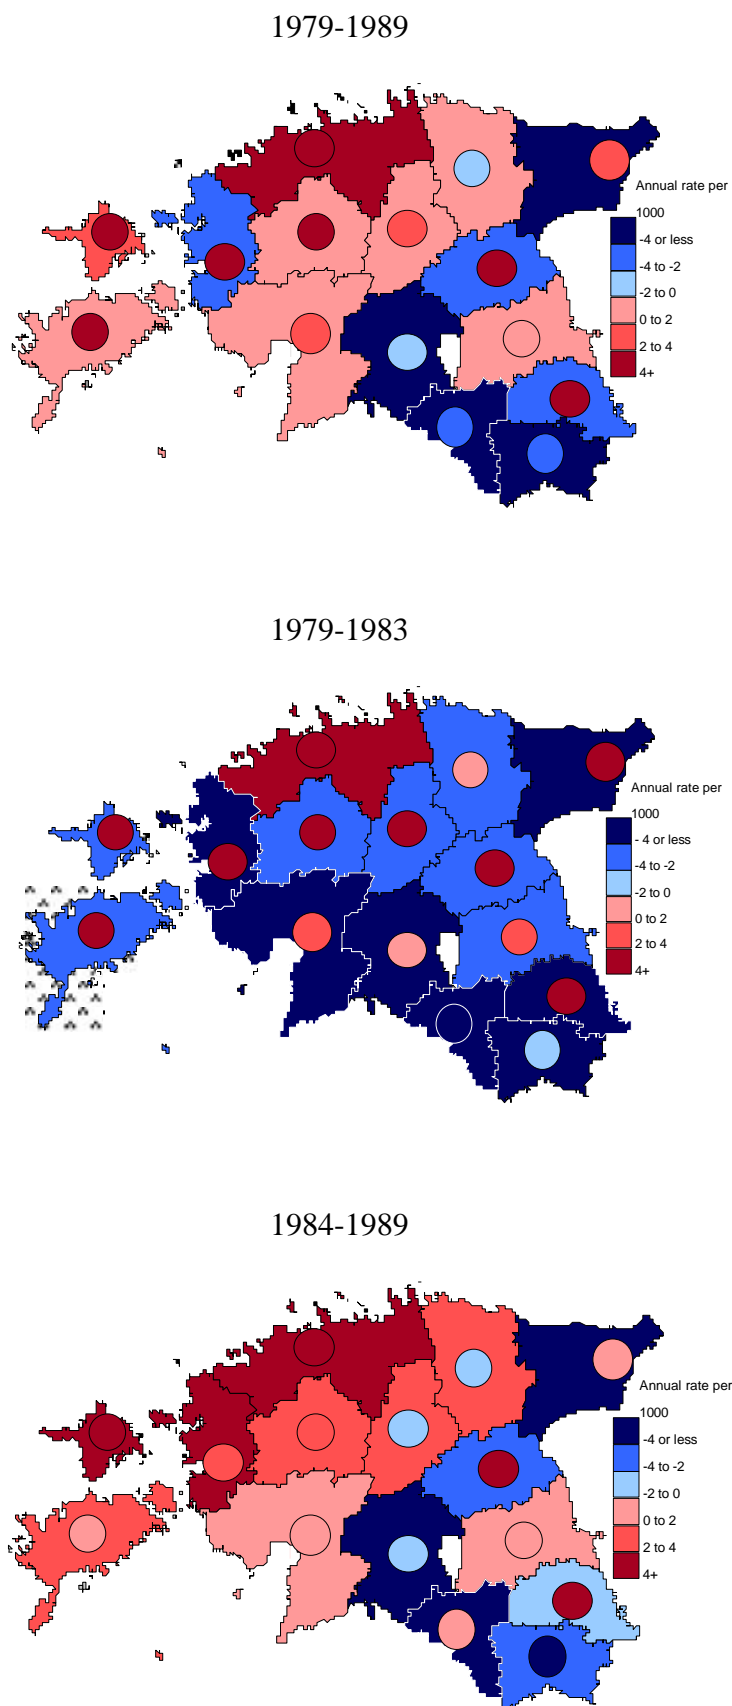 1979-1989
Annual rate per
1000
-4 or less
-4 to -2
-2 to 0
0 to 2
2 to 4
4+
1979-1983
Annual rate per
1000
- 4 or less
-4 to -2
-2 to 0
0 to 2
2 to 4
4+
1984-1989
Annual rate per
1000
-4 or less
-4 to -2
-2 to 0
0 to 2
2 to 4
4+